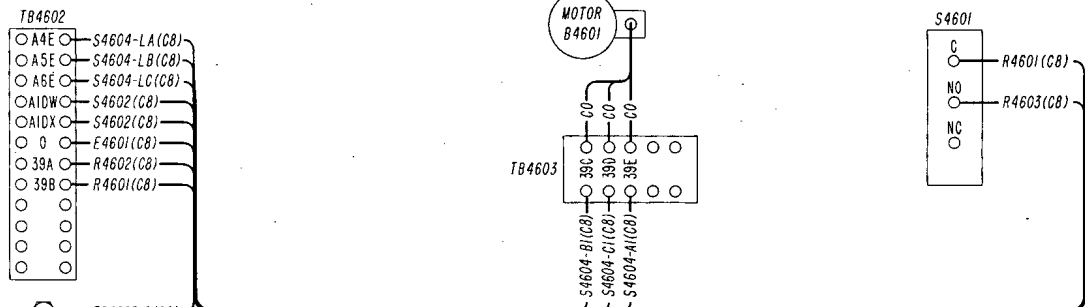 TB4602
A4E S4604-LA(C8)
A5E S4604-LB(C8)
A6E S4604-LC(C8)
A1DW S4602(C8)
A1DX S4602(C8)
0 E4601(C8)
39A R4602(C8)
39B R4601(C8)
MOTOR
B4601
CO CO CO
TB4603
39C 39D 39E
S4604-B1(C8)
S4604-C1(C8)
S4604-A1(C8)
S4601
C R4601(C8)
NO R4603(C8)
NC